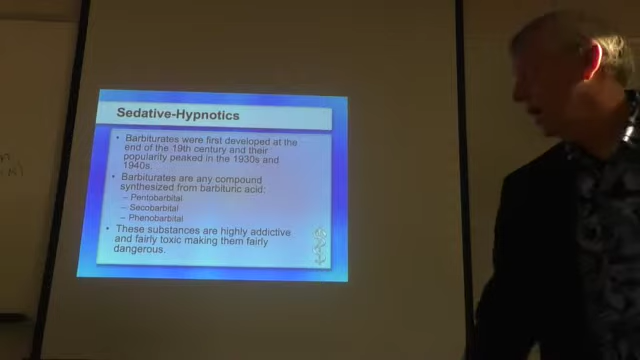 Sedative-Hypnotics
• Barbiturates were first developed at the
end of the 19th century and their
popularity peaked in the 1930s and
1940s.
• Barbiturates are any compound
synthesized from barbituric acid:
– Pentobarbital
– Secobarbital
– Phenobarbital
• These substances are highly addictive
and fairly toxic making them fairly
dangerous.